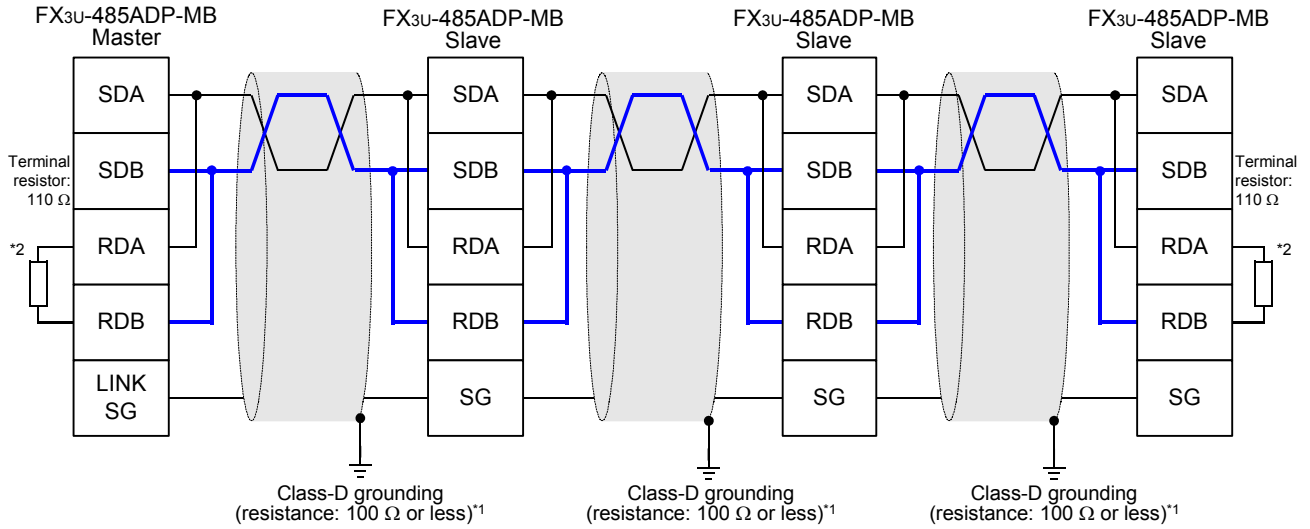 FX3U-485ADP-MB
Master
FX3U-485ADP-MB
Slave
FX3U-485ADP-MB
Slave
FX3U-485ADP-MB
Slave
SDA
SDB
RDA
RDB
LINK
SG
SDA
SDB
RDA
RDB
SG
SDA
SDB
RDA
RDB
SG
SDA
SDB
RDA
RDB
SG
Terminal
resistor:
110 Ω
*2
Terminal
resistor:
110 Ω
*2
Class-D grounding
(resistance: 100 Ω or less)*1
Class-D grounding
(resistance: 100 Ω or less)*1
Class-D grounding
(resistance: 100 Ω or less)*1